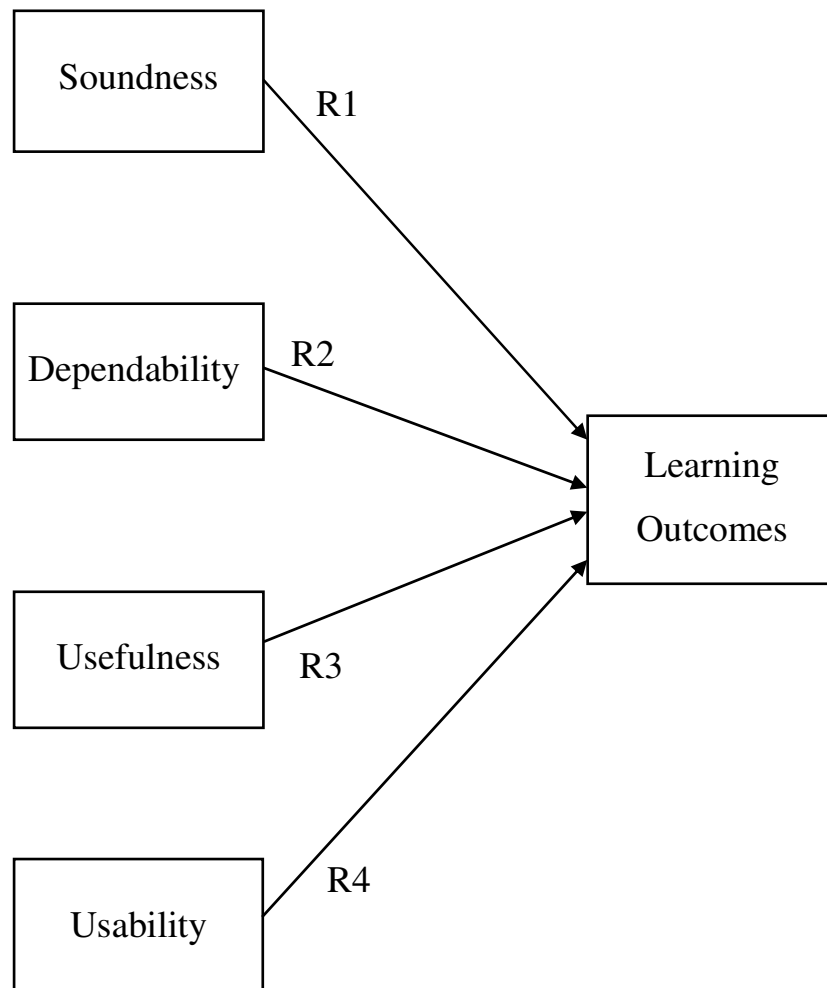 Soundness
R1
Dependability
R2
Learning
Outcomes
Usefulness
R3
Usability
R4